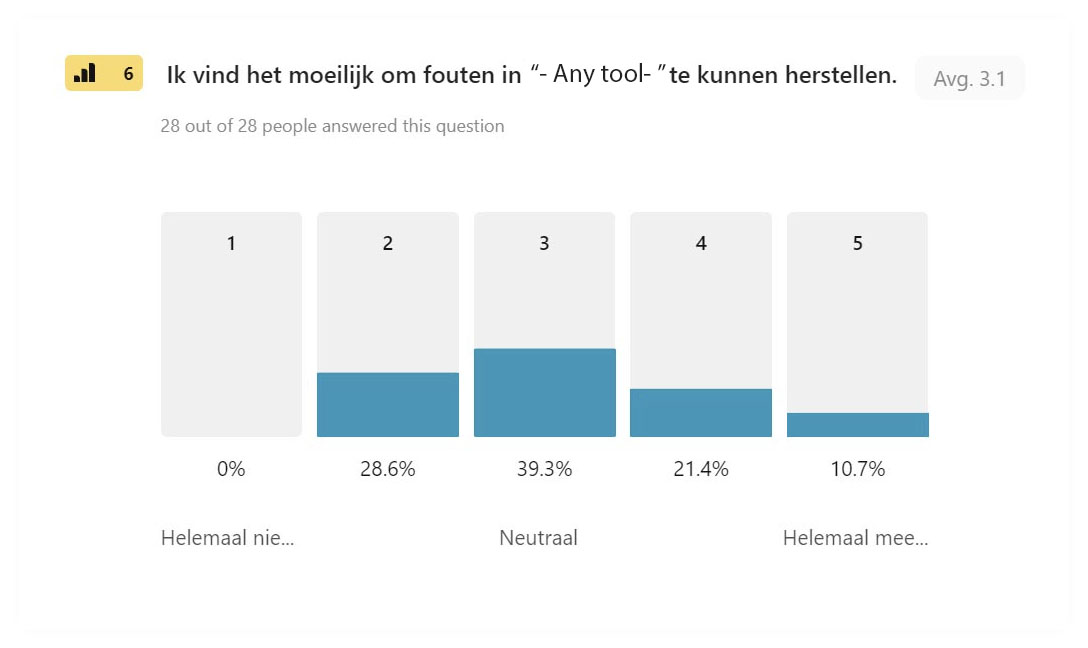 6 Ik vind het moeilijk om fouten in “- Any tool- ” te kunnen herstellen. Avg. 3.1
28 out of 28 people answered this question
1 2 3 4 5
0% 28.6% 39.3% 21.4% 10.7%
Helemaal nie... Neutraal Helemaal mee...